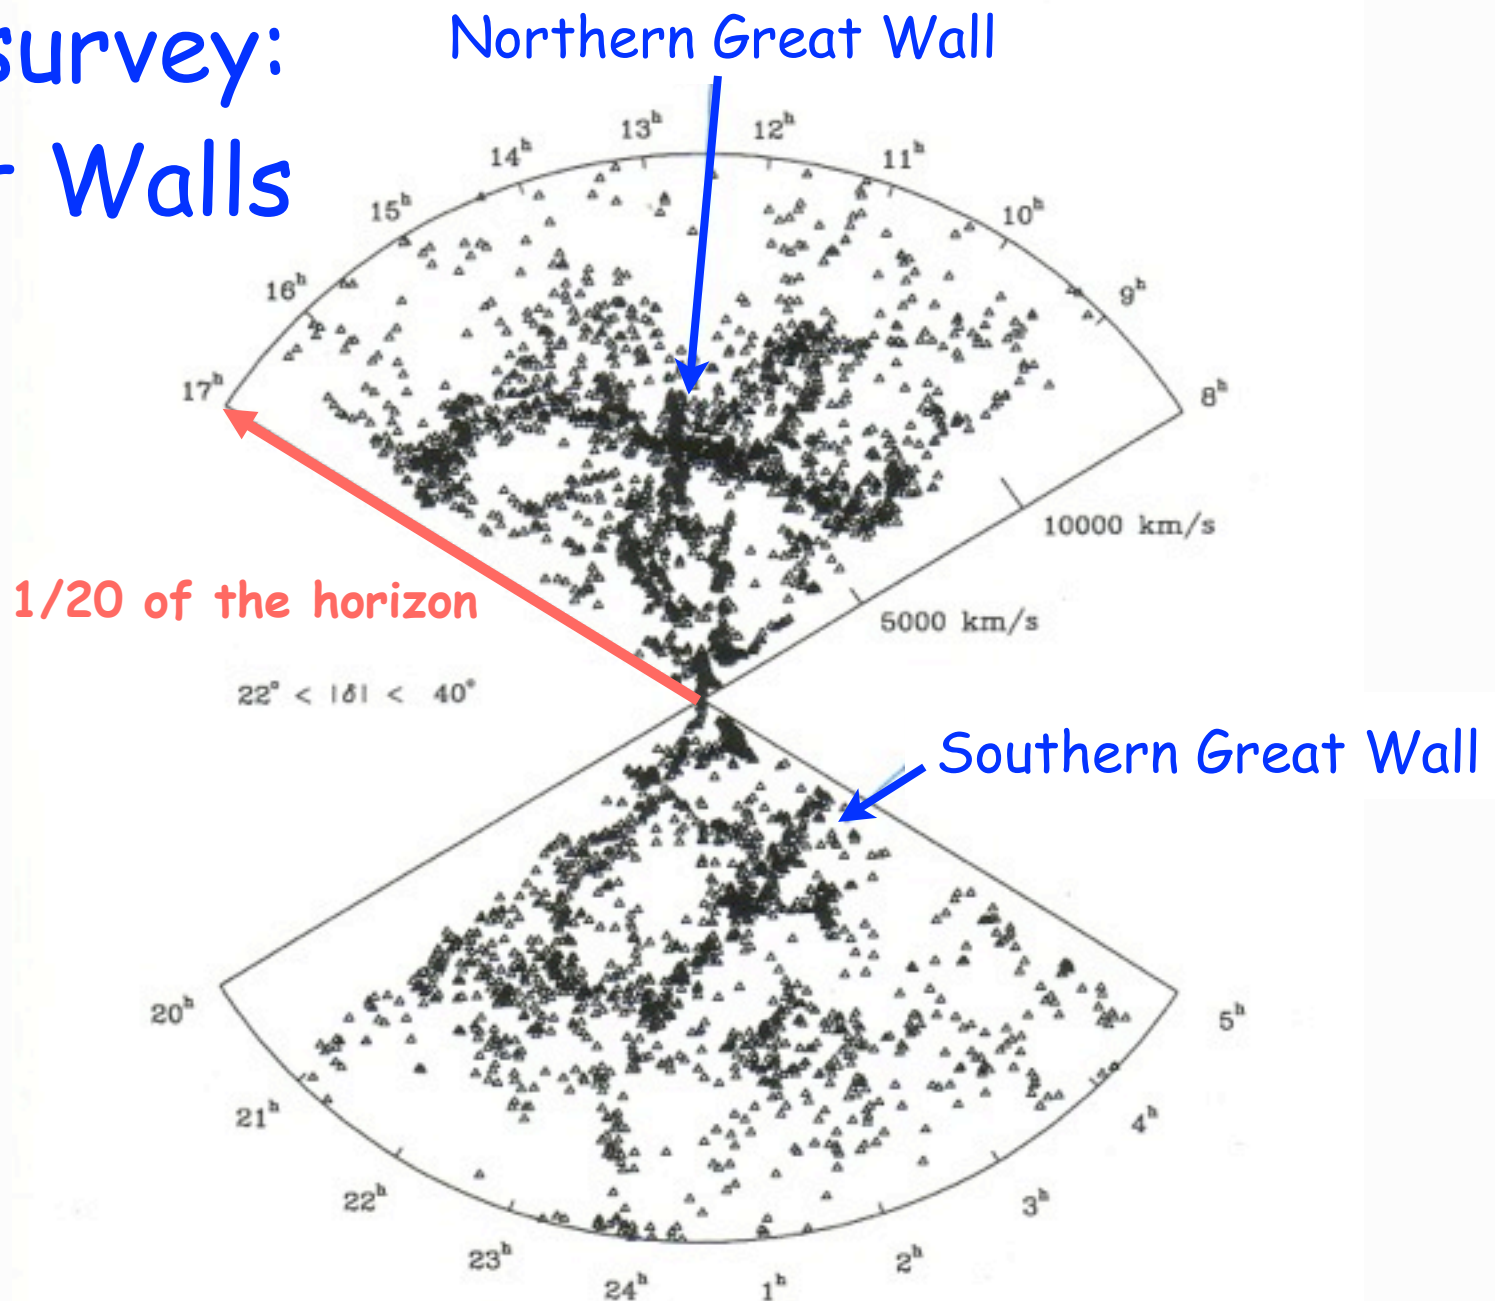 survey:
Walls
Northern Great Wall
13ʰ
12ʰ
14ʰ
11ʰ
15ʰ
10ʰ
16ʰ
9ʰ
17ʰ
8ʰ
10000 km/s
1/20 of the horizon
5000 km/s
22° < |δ| < 40°
Southern Great Wall
20ʰ
5ʰ
21ʰ
4ʰ
22ʰ
3ʰ
23ʰ
2ʰ
24ʰ
1ʰ